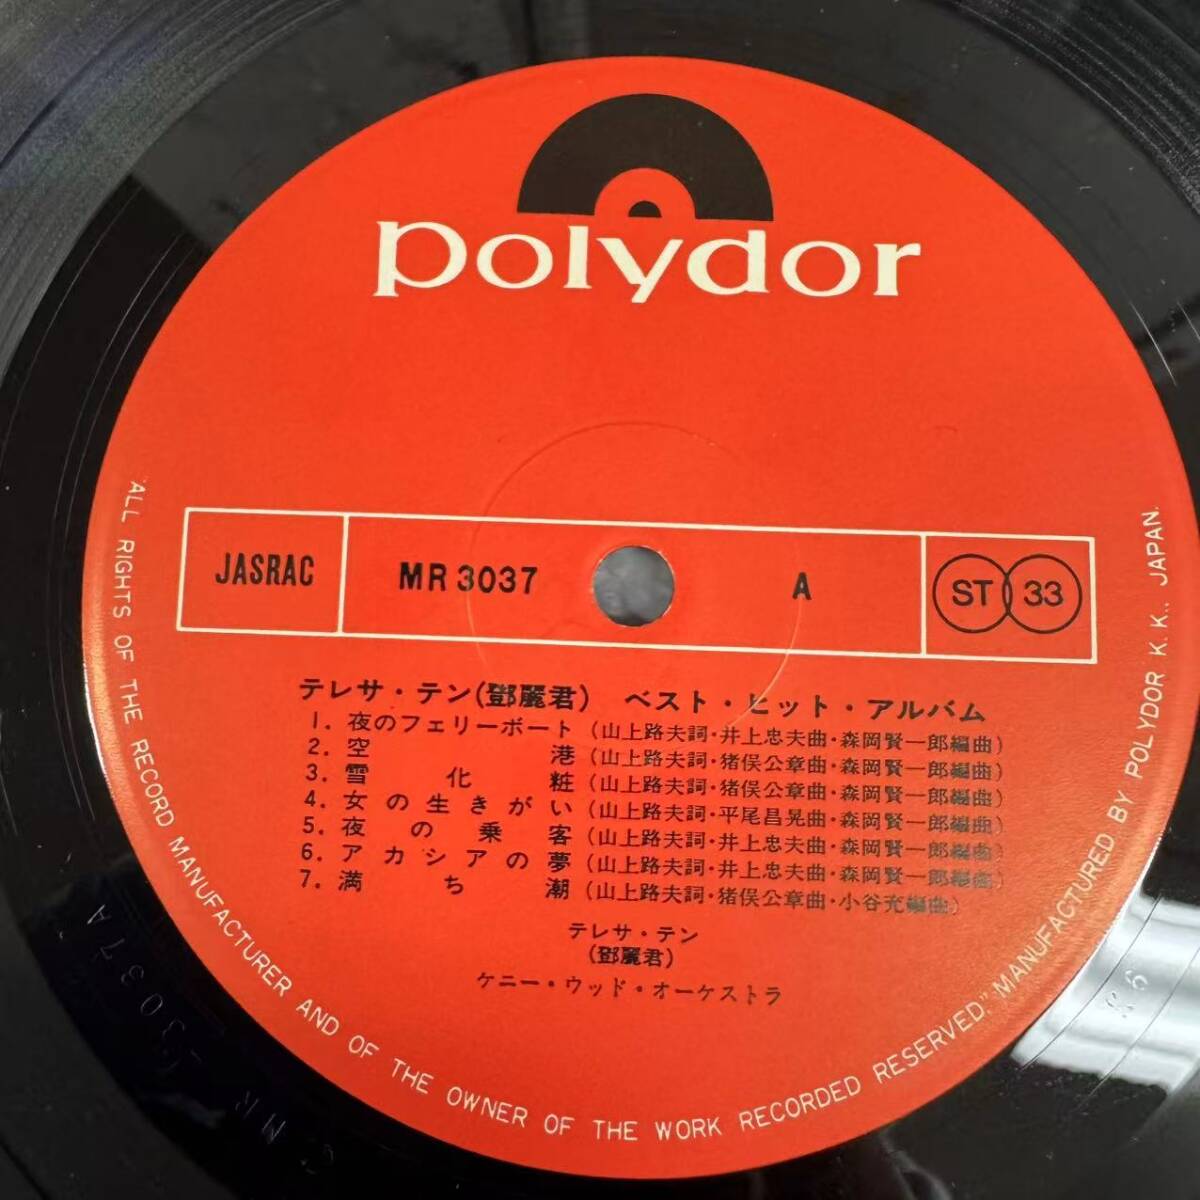 polydor
JASRAC
MR 3037
A
ST 33
テレサ・テン(鄧麗君) ベスト・ヒット・アルバム
1. 夜のフェリーボート (山上路夫詞・井上忠夫曲・森岡賢一郎編曲)
2. 空港 (山上路夫詞・猪俣公章曲・森岡賢一郎編曲)
3. 雪化粧 (山上路夫詞・猪俣公章曲・森岡賢一郎編曲)
4. 女の生きがい (山上路夫詞・平尾昌晃曲・森岡賢一郎編曲)
5. 夜の乗客 (山上路夫詞・井上忠夫曲・森岡賢一郎編曲)
6. アカシアの夢 (山上路夫詞・井上忠夫曲・森岡賢一郎編曲)
7. 満ち潮 (山上路夫詞・猪俣公章曲・小谷充編曲)
テレサ・テン
(鄧麗君)
ケニー・ウッド・オーケストラ
"ALL RIGHTS OF THE RECORD MANUFACTURER AND OF THE OWNER OF THE WORK RECORDED RESERVED," MANUFACTURED BY POLYDOR K. K., JAPAN.